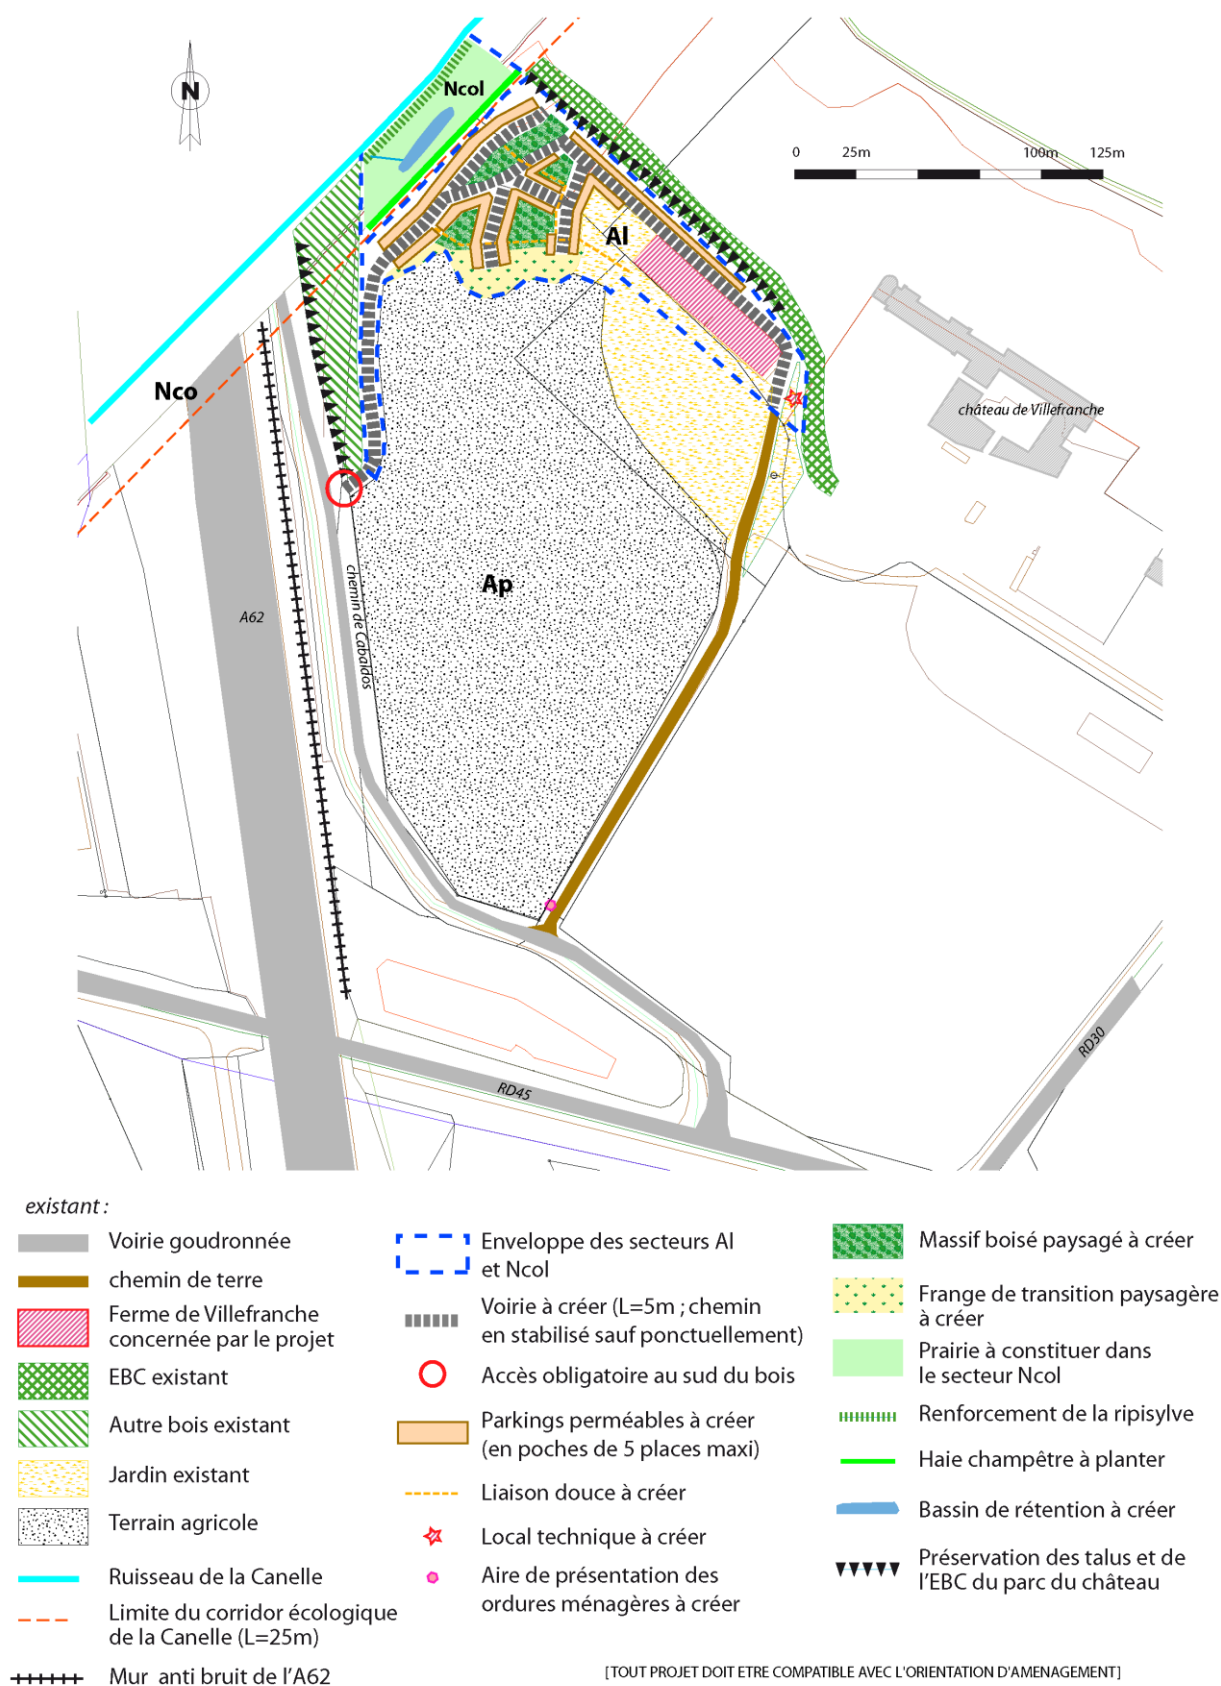 N
Ncol
0 25m 100m 125m
Al
château de Villefranche
Nco
Ap
A62
chemin de Cabaldos
RD30
RD45
existant :
Voirie goudronnée
chemin de terre
Ferme de Villefranche
concernée par le projet
EBC existant
Autre bois existant
Jardin existant
Terrain agricole
Ruisseau de la Canelle
Limite du corridor écologique
de la Canelle (L=25m)
Mur anti bruit de l'A62
Enveloppe des secteurs Al
et Ncol
Voirie à créer (L=5m ; chemin
en stabilisé sauf ponctuellement)
Accès obligatoire au sud du bois
Parkings perméables à créer
(en poches de 5 places maxi)
Liaison douce à créer
Local technique à créer
Aire de présentation des
ordures ménagères à créer
Massif boisé paysagé à créer
Frange de transition paysagère
à créer
Prairie à constituer dans
le secteur Ncol
Renforcement de la ripisylve
Haie champêtre à planter
Bassin de rétention à créer
Préservation des talus et de
l'EBC du parc du château
[TOUT PROJET DOIT ETRE COMPATIBLE AVEC L'ORIENTATION D'AMENAGEMENT]